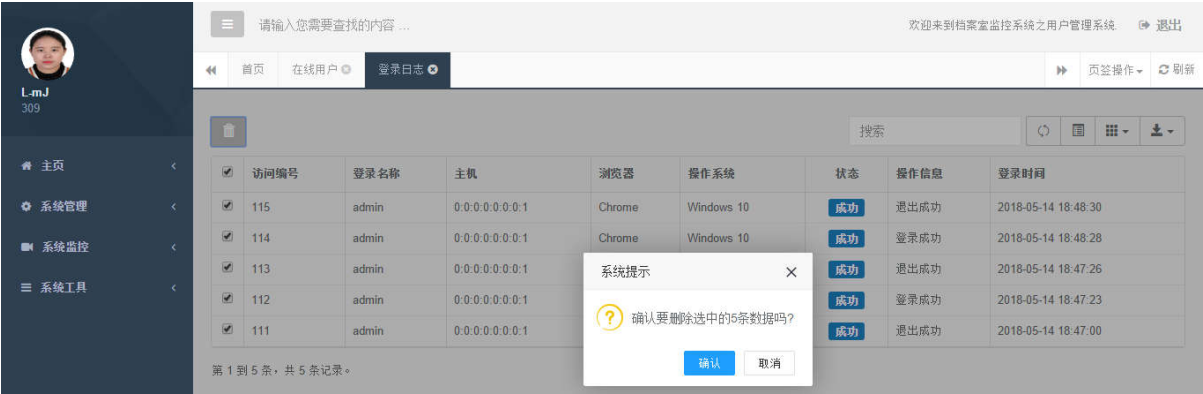 请输入您需要查找的内容 ...
欢迎来到档案室监控系统之用户管理系统.
退出
首页
在线用户
登录日志
页签操作
刷新
L-mJ
309
主页
系统管理
系统监控
系统工具
搜索
访问编号 登录名称 主机 浏览器 操作系统 状态 操作信息 登录时间
115 admin 0:0:0:0:0:0:0:1 Chrome Windows 10 成功 退出成功 2018-05-14 18:48:30
114 admin 0:0:0:0:0:0:0:1 Chrome Windows 10 成功 登录成功 2018-05-14 18:48:28
113 admin 0:0:0:0:0:0:0:1 成功 退出成功 2018-05-14 18:47:26
112 admin 0:0:0:0:0:0:0:1 成功 登录成功 2018-05-14 18:47:23
111 admin 0:0:0:0:0:0:0:1 成功 退出成功 2018-05-14 18:47:00
系统提示
确认要删除选中的5条数据吗?
确认
取消
第 1 到 5 条，共 5 条记录。